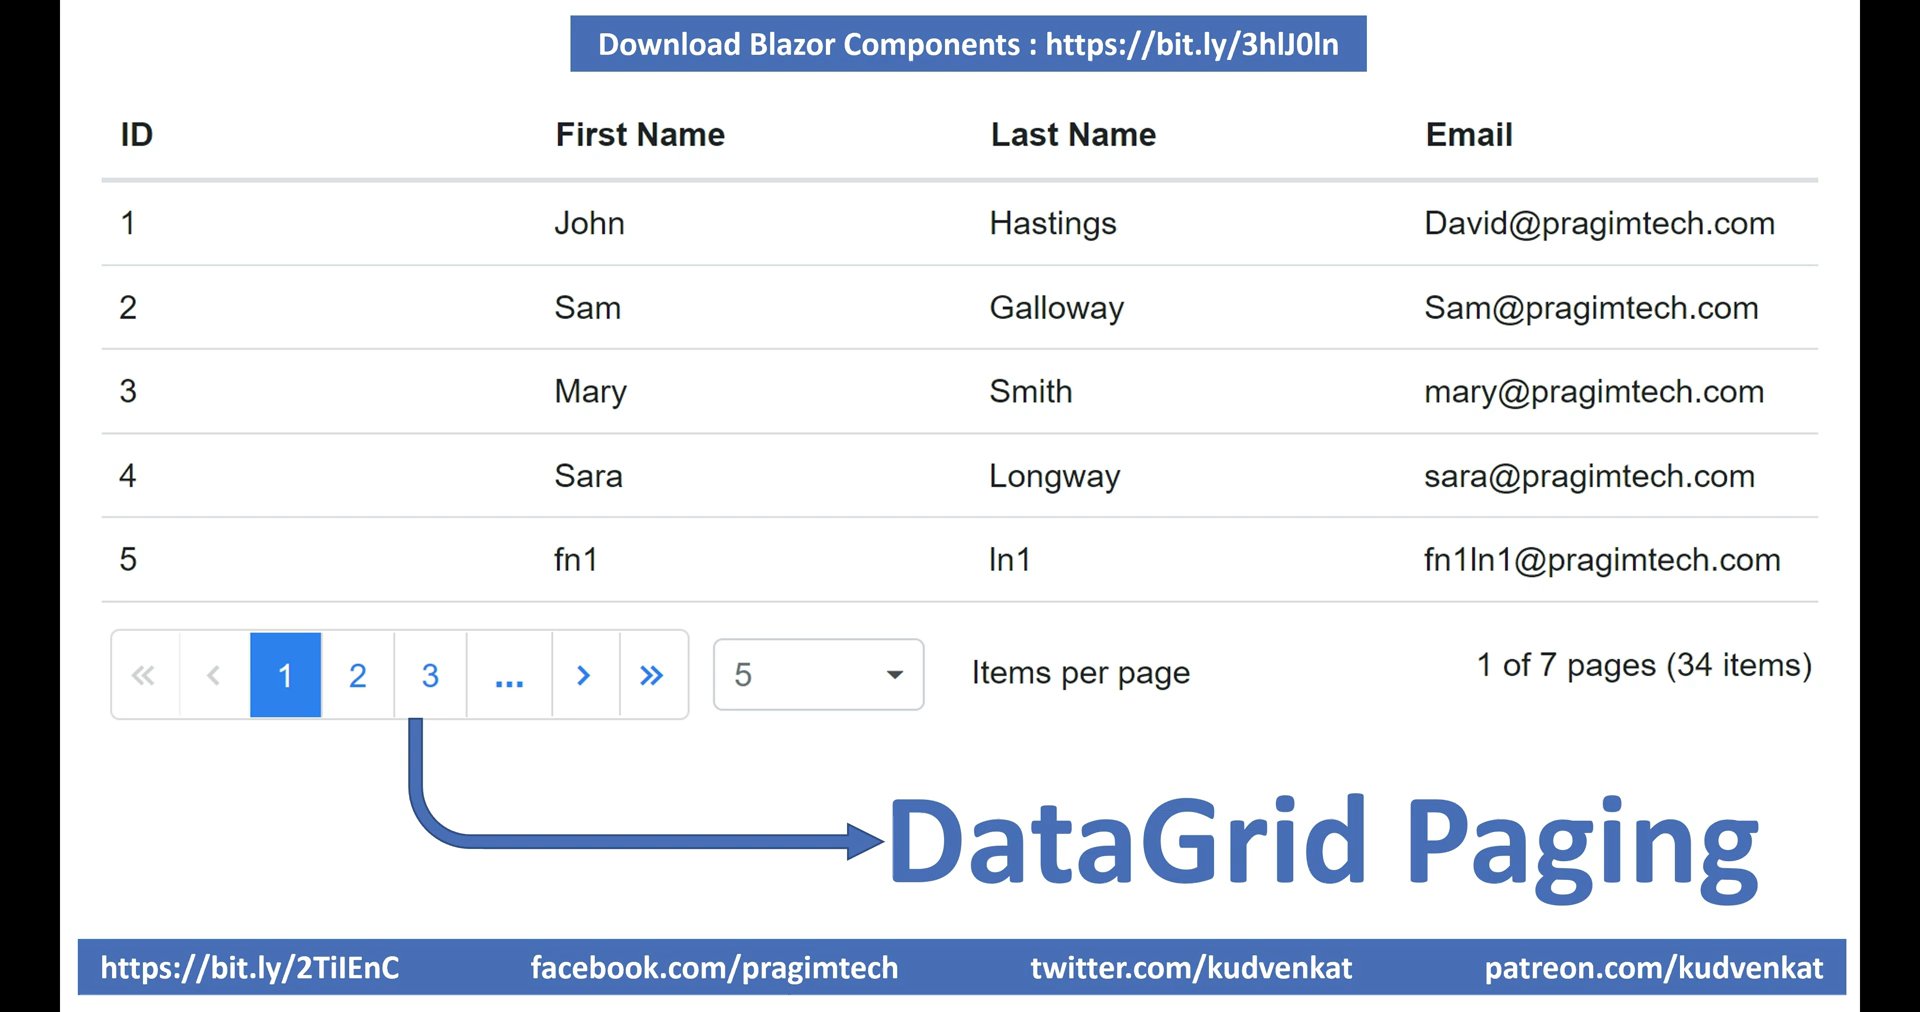 Download Blazor Components : https://bit.ly/3hlJ0ln
ID First Name Last Name Email
1 John Hastings David@pragimtech.com
2 Sam Galloway Sam@pragimtech.com
3 Mary Smith mary@pragimtech.com
4 Sara Longway sara@pragimtech.com
5 fn1 ln1 fn1ln1@pragimtech.com
« ‹ 1 2 3 ... › » 5 Items per page 1 of 7 pages (34 items)
DataGrid Paging
https://bit.ly/2TiIEnC facebook.com/pragimtech twitter.com/kudvenkat patreon.com/kudvenkat